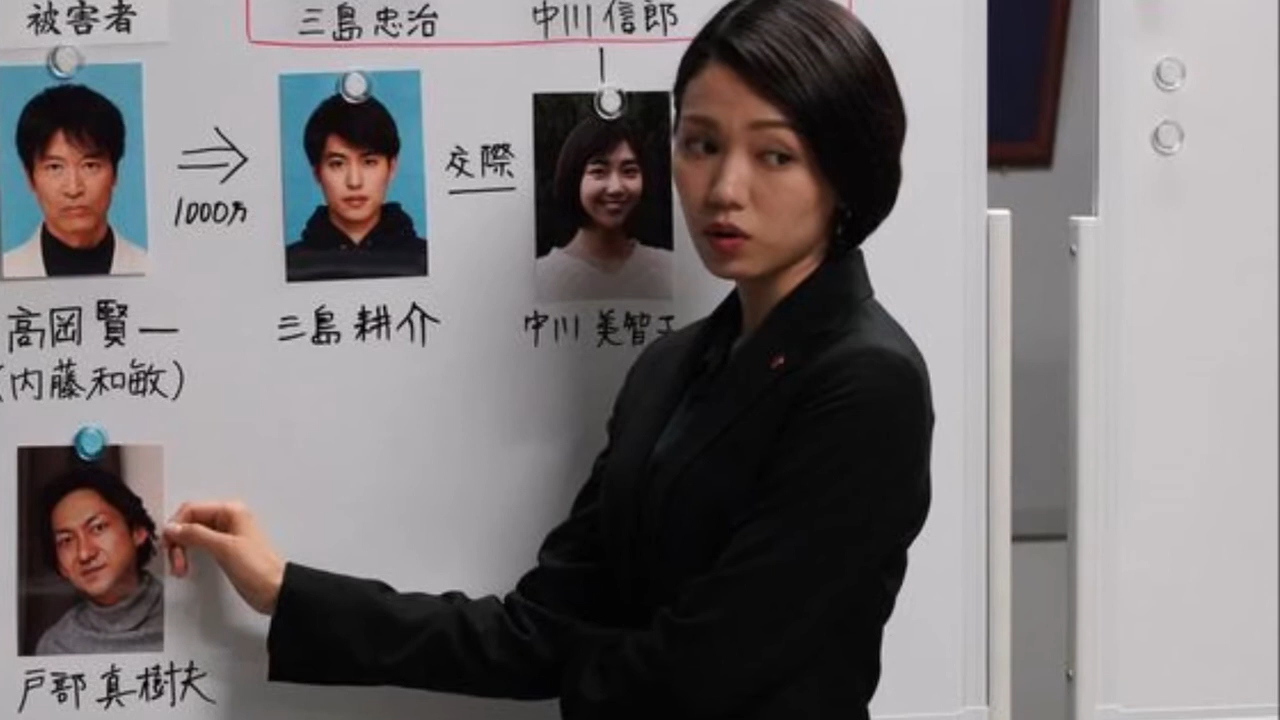 被害者
三島忠治 中川信郎
1000万
交際
高岡賢一
(内藤和敏)
三島耕介
中川美智子
戸部真樹夫